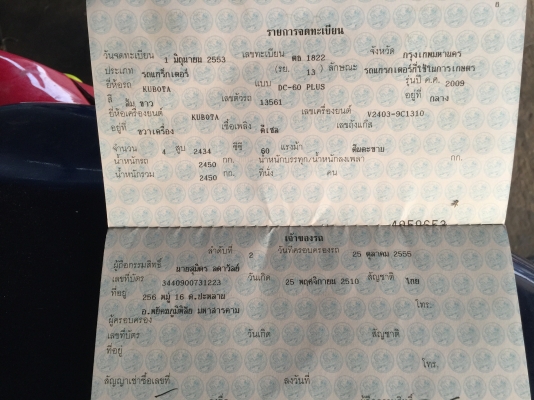 8
รายการจดทะเบียน
วันจดทะเบียน 1 มิถุนายน 2553 เลขทะเบียน ตธ 1822 จังหวัด กรุงเทพมหานคร
ประเภท รถแทรกเตอร์ (รย. 13) ลักษณะ รถแทรกเตอร์ที่ใช้ในการเกษตร
ยี่ห้อรถ KUBOTA แบบ DC-60 PLUS รุ่นปี ค.ศ. 2009
สี ส้ม ขาว เลขตัวรถ 13561 อยู่ที่ กลาง
ยี่ห้อเครื่องยนต์ KUBOTA เลขเครื่องยนต์ V2403-9C1310
อยู่ที่ ขวาเครื่อง เชื้อเพลิง ดีเซล เลขถังแก๊ส
จำนวน 4 สูบ 2434 ซีซี 60 แรงม้า ตีนตะขาบ
น้ำหนักรถ 2450 กก. น้ำหนักบรรทุก/น้ำหนักลงเพลา กก.
น้ำหนักรวม 2450 กก. ที่นั่ง คน
เจ้าของรถ
ลำดับที่ 2 วันที่ครอบครองรถ 25 ตุลาคม 2555
ผู้ถือกรรมสิทธิ์ นายสุมิตร ลดาวัลย์
เลขที่บัตร 3440900731223 วันเกิด 25 พฤศจิกายน 2510 สัญชาติ ไทย
ที่อยู่ 256 หมู่ 16 ต.ปะหลาน
อ.พยัคฆภูมิพิสัย มหาสารคาม โทร.
ผู้ครอบครอง
เลขที่บัตร วันเกิด สัญชาติ
ที่อยู่
โทร.
สัญญาเช่าซื้อเลขที่ ลงวันที่